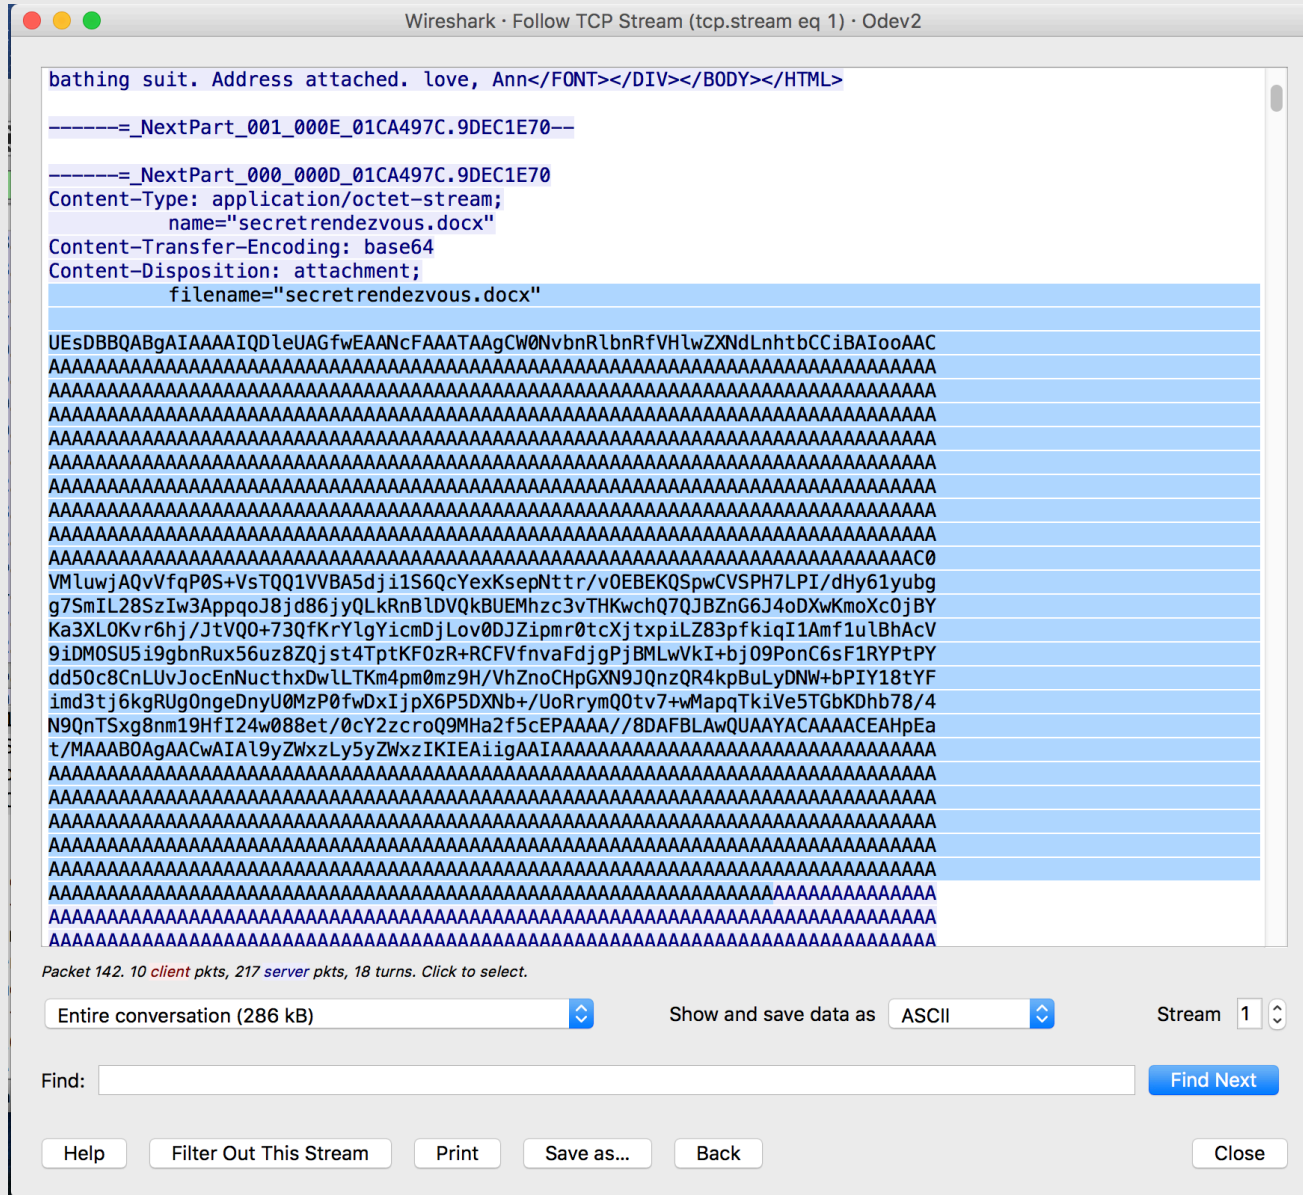 Wireshark · Follow TCP Stream (tcp.stream eq 1) · Odev2
bathing suit. Address attached. love, Ann</FONT></DIV></BODY></HTML>
------=_NextPart_001_000E_01CA497C.9DEC1E70--
------=_NextPart_000_000D_01CA497C.9DEC1E70
Content-Type: application/octet-stream;
name="secretrendezvous.docx"
Content-Transfer-Encoding: base64
Content-Disposition: attachment;
filename="secretrendezvous.docx"
UEsDBBQABgAIAAAAIQDleUAGfwEAANcFAAATAAgCW0NvbnRlbnRfVHlwZXNdLnhtbCCiBAIooAAC
AAAAAAAAAAAAAAAAAAAAAAAAAAAAAAAAAAAAAAAAAAAAAAAAAAAAAAAAAAAAAAAAAAAAAAAAAAAA
AAAAAAAAAAAAAAAAAAAAAAAAAAAAAAAAAAAAAAAAAAAAAAAAAAAAAAAAAAAAAAAAAAAAAAAAAAAA
AAAAAAAAAAAAAAAAAAAAAAAAAAAAAAAAAAAAAAAAAAAAAAAAAAAAAAAAAAAAAAAAAAAAAAAAAAAA
AAAAAAAAAAAAAAAAAAAAAAAAAAAAAAAAAAAAAAAAAAAAAAAAAAAAAAAAAAAAAAAAAAAAAAAAAAAA
AAAAAAAAAAAAAAAAAAAAAAAAAAAAAAAAAAAAAAAAAAAAAAAAAAAAAAAAAAAAAAAAAAAAAAAAAAAA
AAAAAAAAAAAAAAAAAAAAAAAAAAAAAAAAAAAAAAAAAAAAAAAAAAAAAAAAAAAAAAAAAAAAAAAAAAAA
AAAAAAAAAAAAAAAAAAAAAAAAAAAAAAAAAAAAAAAAAAAAAAAAAAAAAAAAAAAAAAAAAAAAAAAAAAAA
AAAAAAAAAAAAAAAAAAAAAAAAAAAAAAAAAAAAAAAAAAAAAAAAAAAAAAAAAAAAAAAAAAAAAAAAAAAA
AAAAAAAAAAAAAAAAAAAAAAAAAAAAAAAAAAAAAAAAAAAAAAAAAAAAAAAAAAAAAAAAAAAAAAAAAAC0
VMluwjAQvVfqP0S+VsTQQ1VVBA5dji1S6QcYexKsepNttr/vOEBEKQSpwCVSPH7LPI/dHy61yubg
g7SmIL28SzIw3AppqoJ8jd86jyQLkRnBlDVQkBUEMhzc3vTHKwchQ7QJBZnG6J4oDXwKmoXcOjBY
Ka3XLOKvr6hj/JtVQO+73QfKrYlgYicmDjLov0DJZipmr0tcXjtxpiLZ83pfkiqI1Amf1ulBhAcV
9iDMOSU5i9gbnRux56uz8ZQjst4TptKFOzR+RCFVfnvaFdjgPjBMLwVkI+bjO9PonC6sF1RYPtPY
dd5Oc8CnLUvJocEnNucthxDwlLTKm4pm0mz9H/VhZnoCHpGXN9JQnzQR4kpBuLyDNW+bPIY18tYF
imd3tj6kgRUgOngeDnyU0MzP0fwDxIjpX6P5DXNb+/UoRrymQOtv7+wMapqTkiVe5TGbKDhb78/4
N9QnTSxg8nm19HfI24w088et/0cY2zcroQ9MHa2f5cEPAAAA//8DAFBLAwQUAAYACAAAACEAHpEa
t/MAAABOAgAACwAIAl9yZWxzLy5yZWxzIKIEAiigAAIAAAAAAAAAAAAAAAAAAAAAAAAAAAAAAAAA
AAAAAAAAAAAAAAAAAAAAAAAAAAAAAAAAAAAAAAAAAAAAAAAAAAAAAAAAAAAAAAAAAAAAAAAAAAAA
AAAAAAAAAAAAAAAAAAAAAAAAAAAAAAAAAAAAAAAAAAAAAAAAAAAAAAAAAAAAAAAAAAAAAAAAAAAA
AAAAAAAAAAAAAAAAAAAAAAAAAAAAAAAAAAAAAAAAAAAAAAAAAAAAAAAAAAAAAAAAAAAAAAAAAAAA
AAAAAAAAAAAAAAAAAAAAAAAAAAAAAAAAAAAAAAAAAAAAAAAAAAAAAAAAAAAAAAAAAAAAAAAAAAAA
AAAAAAAAAAAAAAAAAAAAAAAAAAAAAAAAAAAAAAAAAAAAAAAAAAAAAAAAAAAAAAAAAAAAAAAAAAAA
AAAAAAAAAAAAAAAAAAAAAAAAAAAAAAAAAAAAAAAAAAAAAAAAAAAAAAAAAAAAAAAAAAAAAAAAAAAA
AAAAAAAAAAAAAAAAAAAAAAAAAAAAAAAAAAAAAAAAAAAAAAAAAAAAAAAAAAAAAAAAAAAAAAAAAAAA
AAAAAAAAAAAAAAAAAAAAAAAAAAAAAAAAAAAAAAAAAAAAAAAAAAAAAAAAAAAAAAAAAAAAAAAAAAAA
Packet 142. 10 client pkts, 217 server pkts, 18 turns. Click to select.
Entire conversation (286 kB) Show and save data as ASCII Stream 1
Find: Find Next
Help Filter Out This Stream Print Save as... Back Close